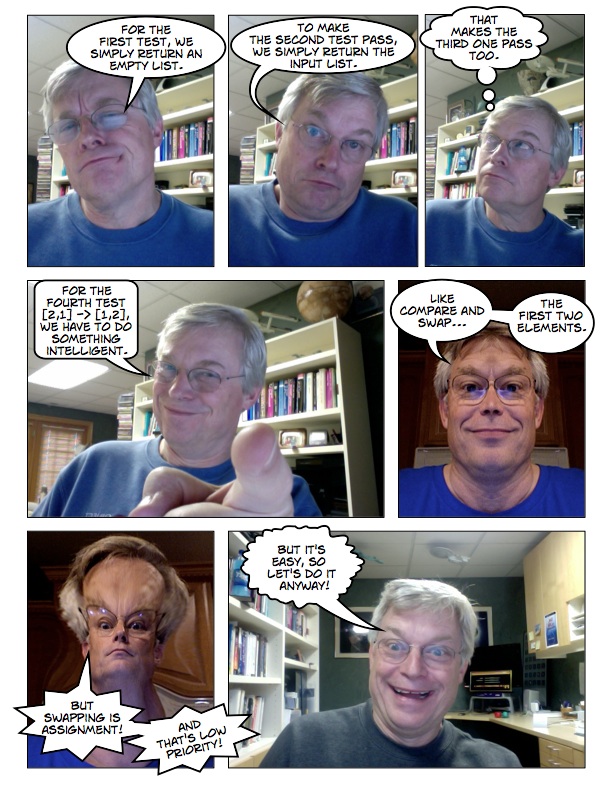 FOR THE
FIRST TEST, WE
SIMPLY RETURN AN
EMPTY LIST.
TO MAKE
THE SECOND TEST PASS,
WE SIMPLY RETURN THE
INPUT LIST.
THAT
MAKES THE
THIRD ONE PASS
TOO.
FOR THE
FOURTH TEST
[2,1] -> [1,2],
WE HAVE TO DO
SOMETHING
INTELLIGENT.
LIKE
COMPARE AND
SWAP...
THE
FIRST TWO
ELEMENTS.
BUT
SWAPPING IS
ASSIGNMENT!
AND
THAT'S LOW
PRIORITY!
BUT IT'S
EASY, SO
LET'S DO IT
ANYWAY!